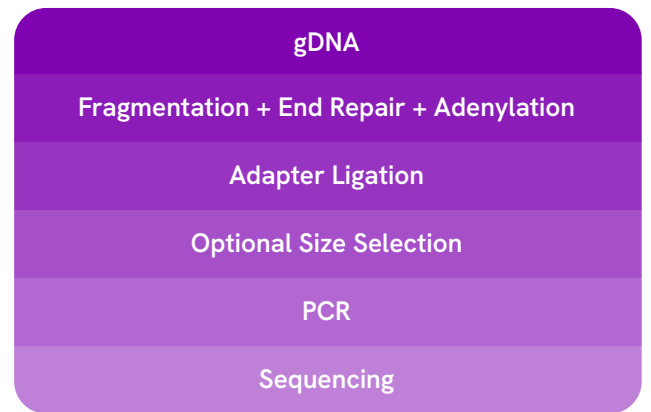 gDNA
Fragmentation + End Repair + Adenylation
Adapter Ligation
Optional Size Selection
PCR
Sequencing